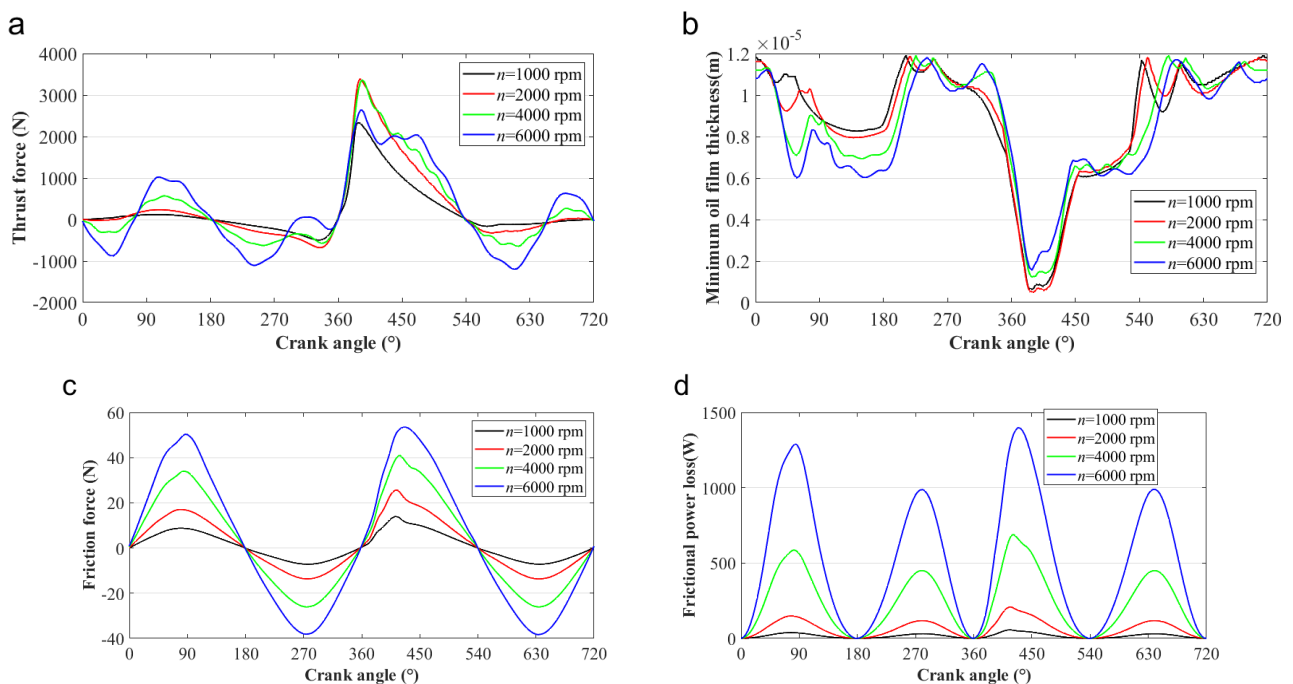 a
Thrust force (N)
4000
3000
2000
1000
0
-1000
-2000
0 90 180 270 360 450 540 630 720
Crank angle (°)
n=1000 rpm
n=2000 rpm
n=4000 rpm
n=6000 rpm
b
Minimum oil film thickness(m)
×10⁻⁵
1.2
1
0.8
0.6
0.4
0.2
0
0 90 180 270 360 450 540 630 720
Crank angle (°)
n=1000 rpm
n=2000 rpm
n=4000 rpm
n=6000 rpm
c
Friction force (N)
60
40
20
0
-20
-40
0 90 180 270 360 450 540 630 720
Crank angle (°)
n=1000 rpm
n=2000 rpm
n=4000 rpm
n=6000 rpm
d
Frictional power loss(W)
1500
1000
500
0
0 90 180 270 360 450 540 630 720
Crank angle (°)
n=1000 rpm
n=2000 rpm
n=4000 rpm
n=6000 rpm